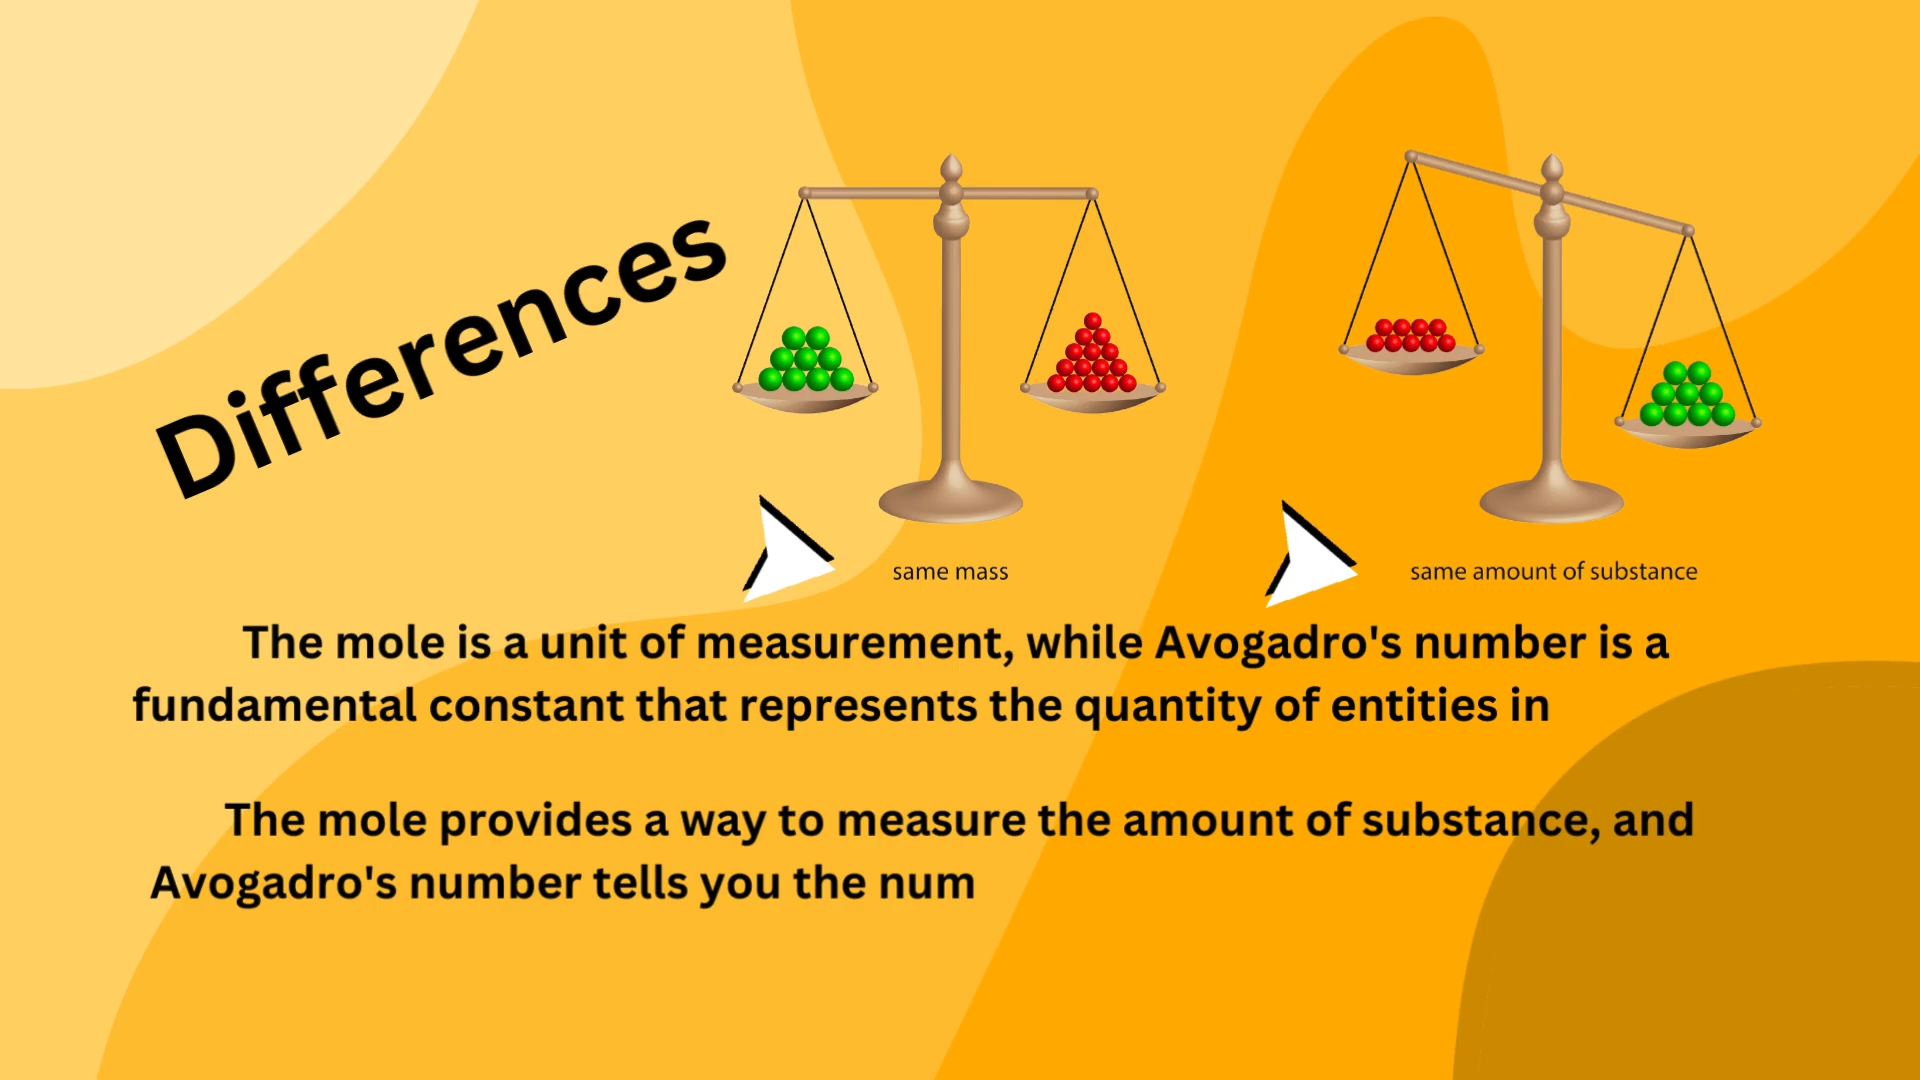 Differences
same mass
same amount of substance
The mole is a unit of measurement, while Avogadro's number is a
fundamental constant that represents the quantity of entities in
The mole provides a way to measure the amount of substance, and
Avogadro's number tells you the num